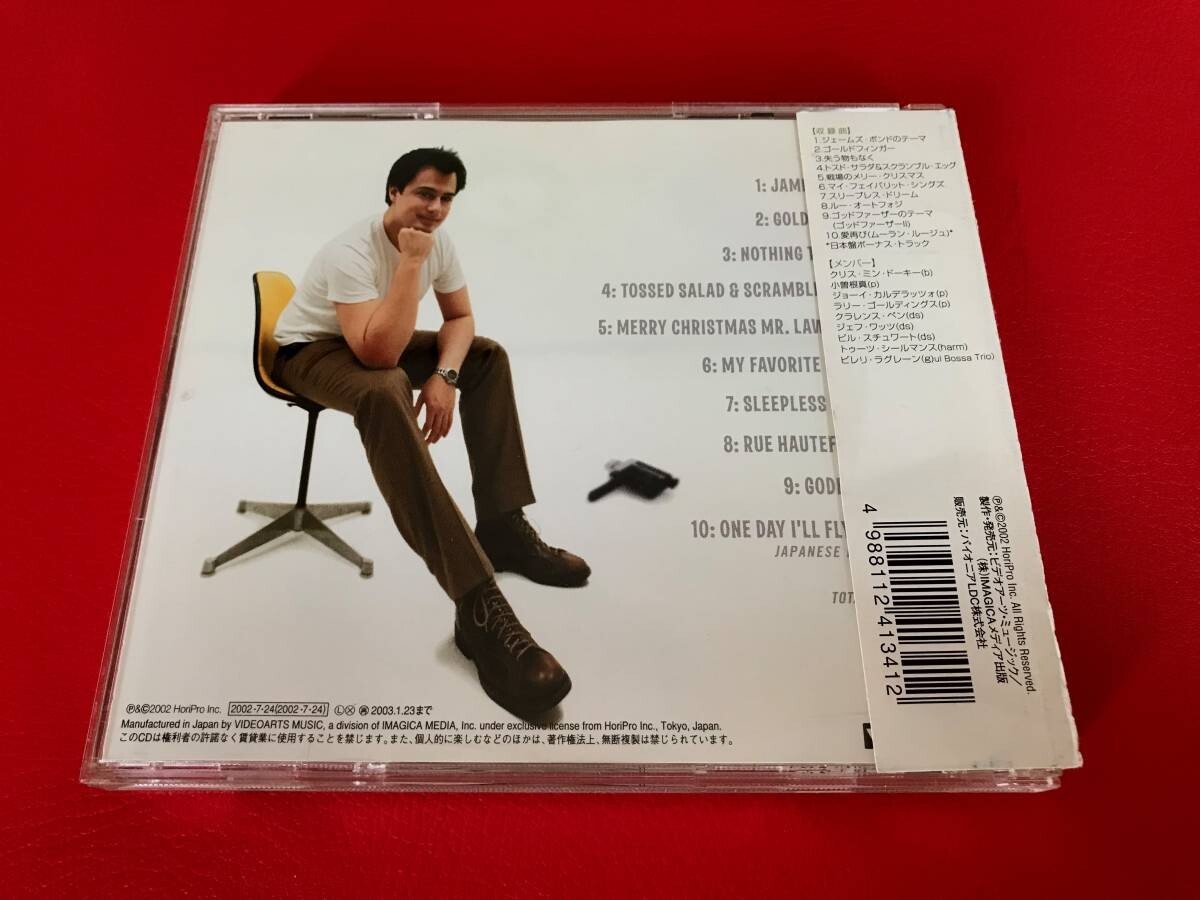 1: JAM
2: GOLD
3: NOTHING T
4: TOSSED SALAD & SCRAMBLE
5: MERRY CHRISTMAS MR. LAW
6: MY FAVORITE
7: SLEEPLESS
8: RUE HAUTEF
9: GOD
10: ONE DAY I'LL FLY
JAPANESE
TOTA
【収録曲】
1.ジェームズ・ボンドのテーマ
2.ゴールドフィンガー
3.失う物もなく
4.トスド・サラダ&スクランブル・エッグ
5.戦場のメリー・クリスマス
6.マイ・フェイバリット・シングズ
7.スリープレス・ドリーム
8.ルー・オートフォジ
9.ゴッドファーザーのテーマ
(ゴッドファーザーII)
10.愛再び(ムーラン・ルージュ)*
*日本盤ボーナス・トラック
【メンバー】
クリス・ミン・ドーキー(b)
小曽根真(p)
ジョーイ・カルデラッツォ(p)
ラリー・ゴールディングス(p)
クラレンス・ペン(ds)
ジェフ・ワッツ(ds)
ビル・スチュワート(ds)
トゥーツ・シールマンス(harm)
ビレリ・ラグレーン(g)ui Bossa Trio)
℗&©2002 HoriPro Inc. All Rights Reserved.
製作・発売元:ビデオアーツ・ミュージック/
(株)IMAGICAメディア出版
販売元:パイオニアLDC株式会社
4 988112 413412
℗&©2002 HoriPro Inc. 2002・7・24(2002・7・24) Ⓛ Ⓧ 2003.1.23まで
Manufactured in Japan by VIDEOARTS MUSIC, a division of IMAGICA MEDIA, Inc. under exclusive license from HoriPro Inc., Tokyo, Japan.
このCDは権利者の許諾なく賃貸業に使用することを禁じます。また、個人的に楽しむなどのほかは、著作権法上、無断複製は禁じられています。